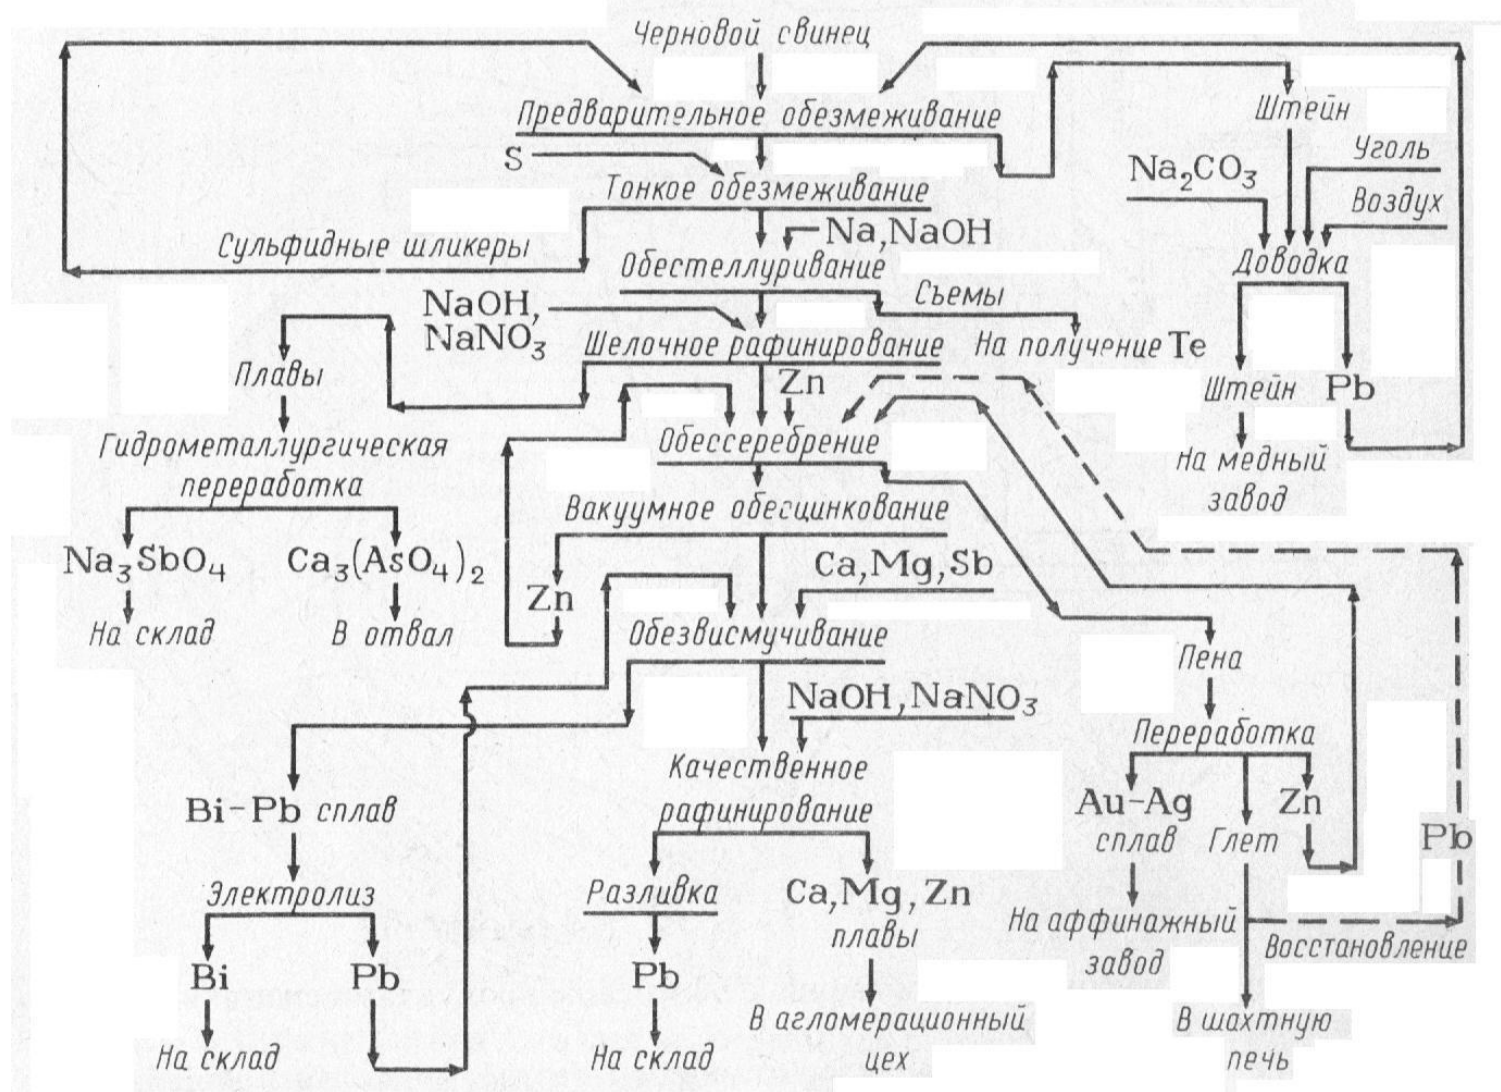 Черновой свинец
Предварительное обезмеживание
Штейн
S
Уголь
Na₂CO₃
Тонкое обезмеживание
Воздух
Na, NaOH
Сульфидные шликеры
Обестеллуривание
Доводка
Съемы
NaOH,
NaNO₃
Шелочное рафинирование
На получение Te
Плавы
Zn
Штейн
Pb
Обессеребрение
Гидрометаллургическая
переработка
На медный
завод
Вакуумное обесцинкование
Na₃SbO₄
Ca₃(AsO₄)₂
Ca, Mg, Sb
Zn
На склад
В отвал
Обезвисмучивание
Пена
NaOH, NaNO₃
Переработка
Качественное
рафинирование
Bi-Pb сплав
Au-Ag
сплав
Глет
Zn
Pb
Электролиз
Разливка
Ca, Mg, Zn
плавы
На аффинажный
завод
Восстановление
Bi
Pb
Pb
В агломерационный
цех
В шахтную
печь
На склад
На склад